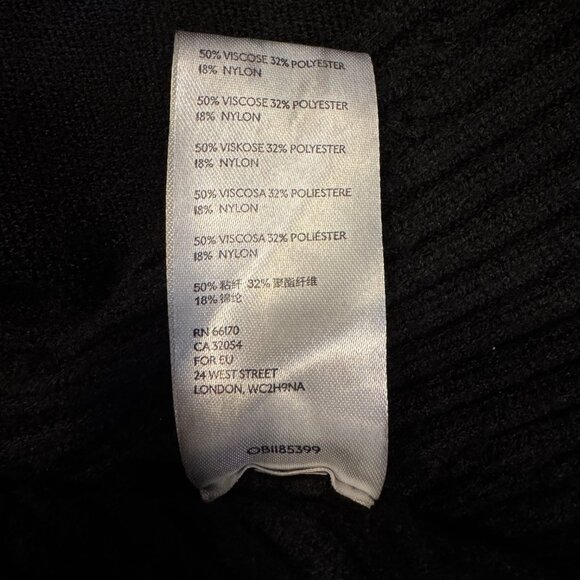 50% VISCOSE 32% POLYESTER
18% NYLON
50% VISCOSE 32% POLYESTER
18% NYLON
50% VISKOSE 32% POLYESTER
18% NYLON
50% VISCOSA 32% POLIESTERE
18% NYLON
50% VISCOSA 32% POLIÉSTER
18% NYLON
50% 粘纤 32% 聚酯纤维
18% 锦纶
RN 66170
CA 32054
FOR EU
24 WEST STREET
LONDON, WC2H9NA
OB1185399